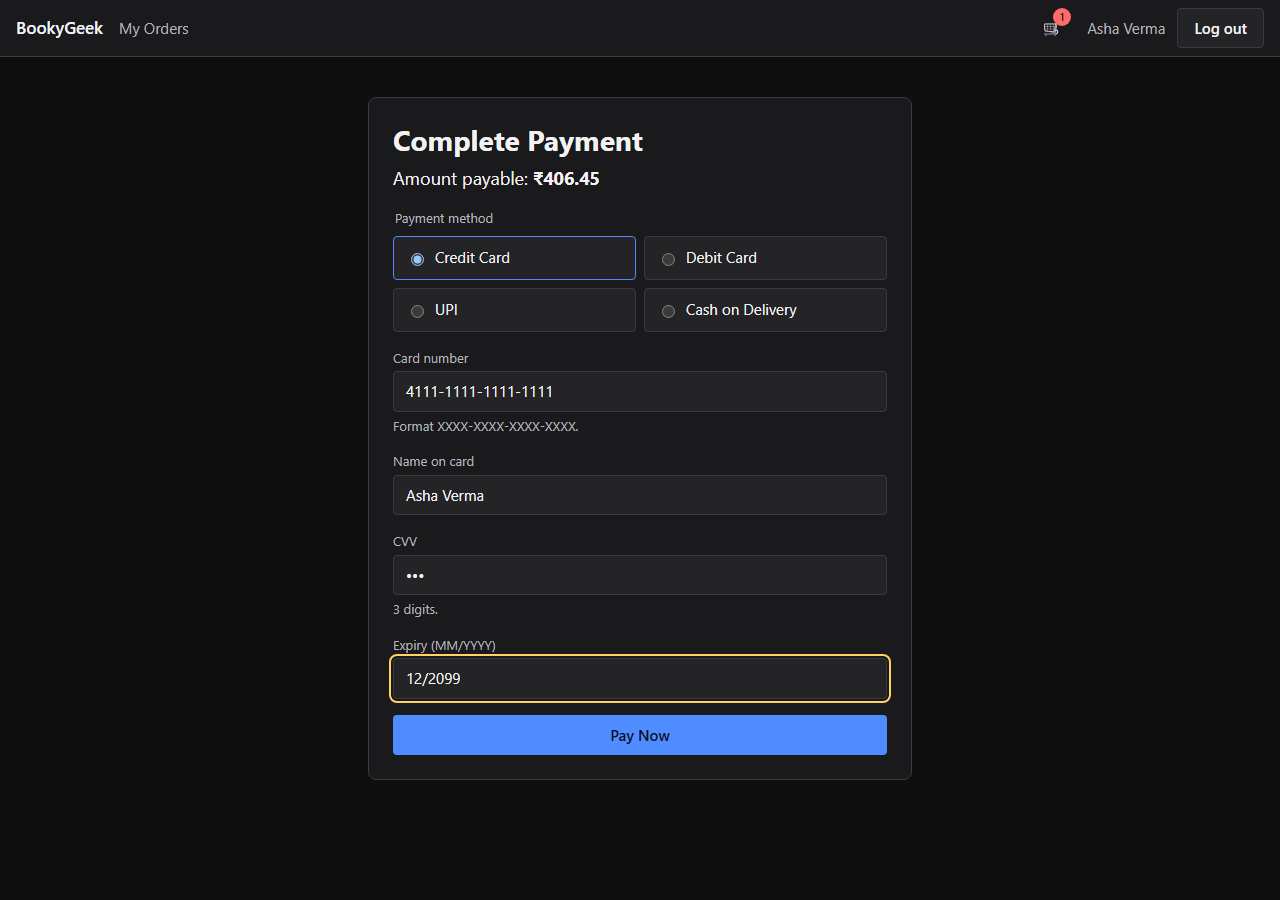 BookyGeek My Orders 1 Asha Verma Log out
Complete Payment
Amount payable: ₹406.45
Payment method
Credit Card Debit Card
UPI Cash on Delivery
Card number
4111-1111-1111-1111
Format XXXX-XXXX-XXXX-XXXX.
Name on card
Asha Verma
CVV
•••
3 digits.
Expiry (MM/YYYY)
12/2099
Pay Now